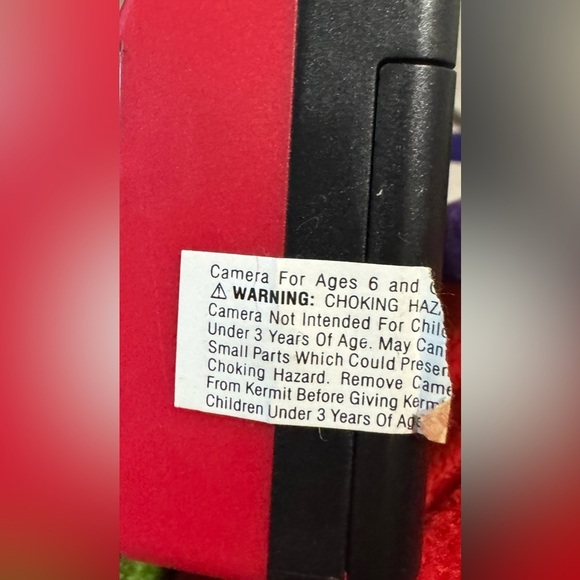 Camera For Ages 6 and
⚠ WARNING: CHOKING
Camera Not Intended For
Under 3 Years Of Age. May
Small Parts Which Could
Choking Hazard. Remove
From Kermit Before Giving
Children Under 3 Years Of